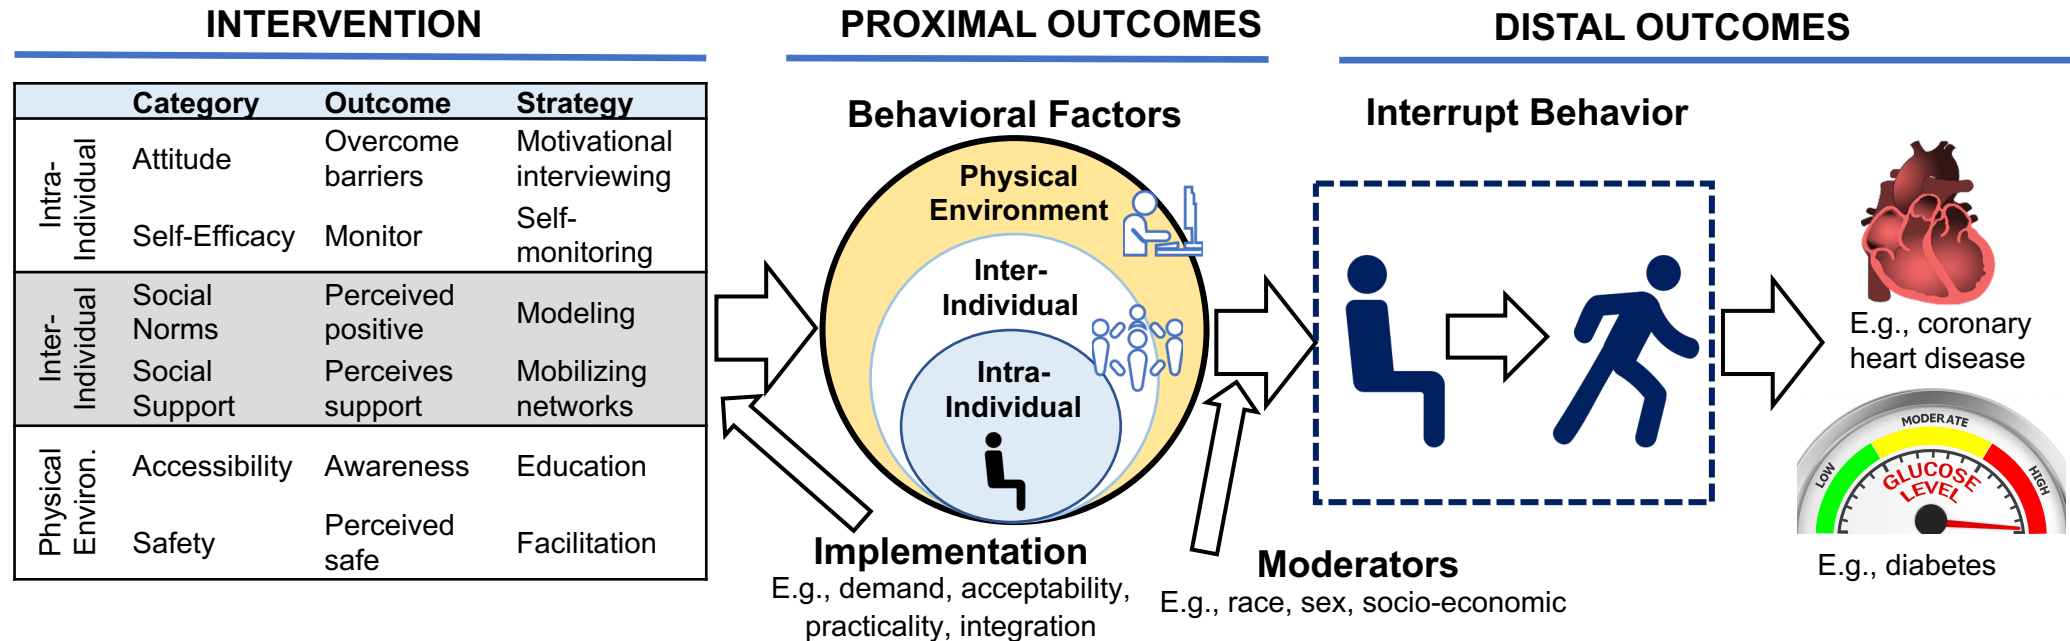 INTERVENTION
PROXIMAL OUTCOMES
DISTAL OUTCOMES
Category Outcome Strategy
Intra-
Individual
Attitude
Overcome
barriers
Motivational
interviewing
Self-Efficacy
Monitor
Self-
monitoring
Inter-
Individual
Social
Norms
Perceived
positive
Modeling
Social
Support
Perceives
support
Mobilizing
networks
Physical
Environ.
Accessibility
Awareness
Education
Safety
Perceived
safe
Facilitation
Behavioral Factors
Physical
Environment
Inter-
Individual
Intra-
Individual
Implementation
E.g., demand, acceptability,
practicality, integration
Moderators
E.g., race, sex, socio-economic
Interrupt Behavior
E.g., coronary
heart disease
LOW
MODERATE
HIGH
GLUCOSE
LEVEL
E.g., diabetes